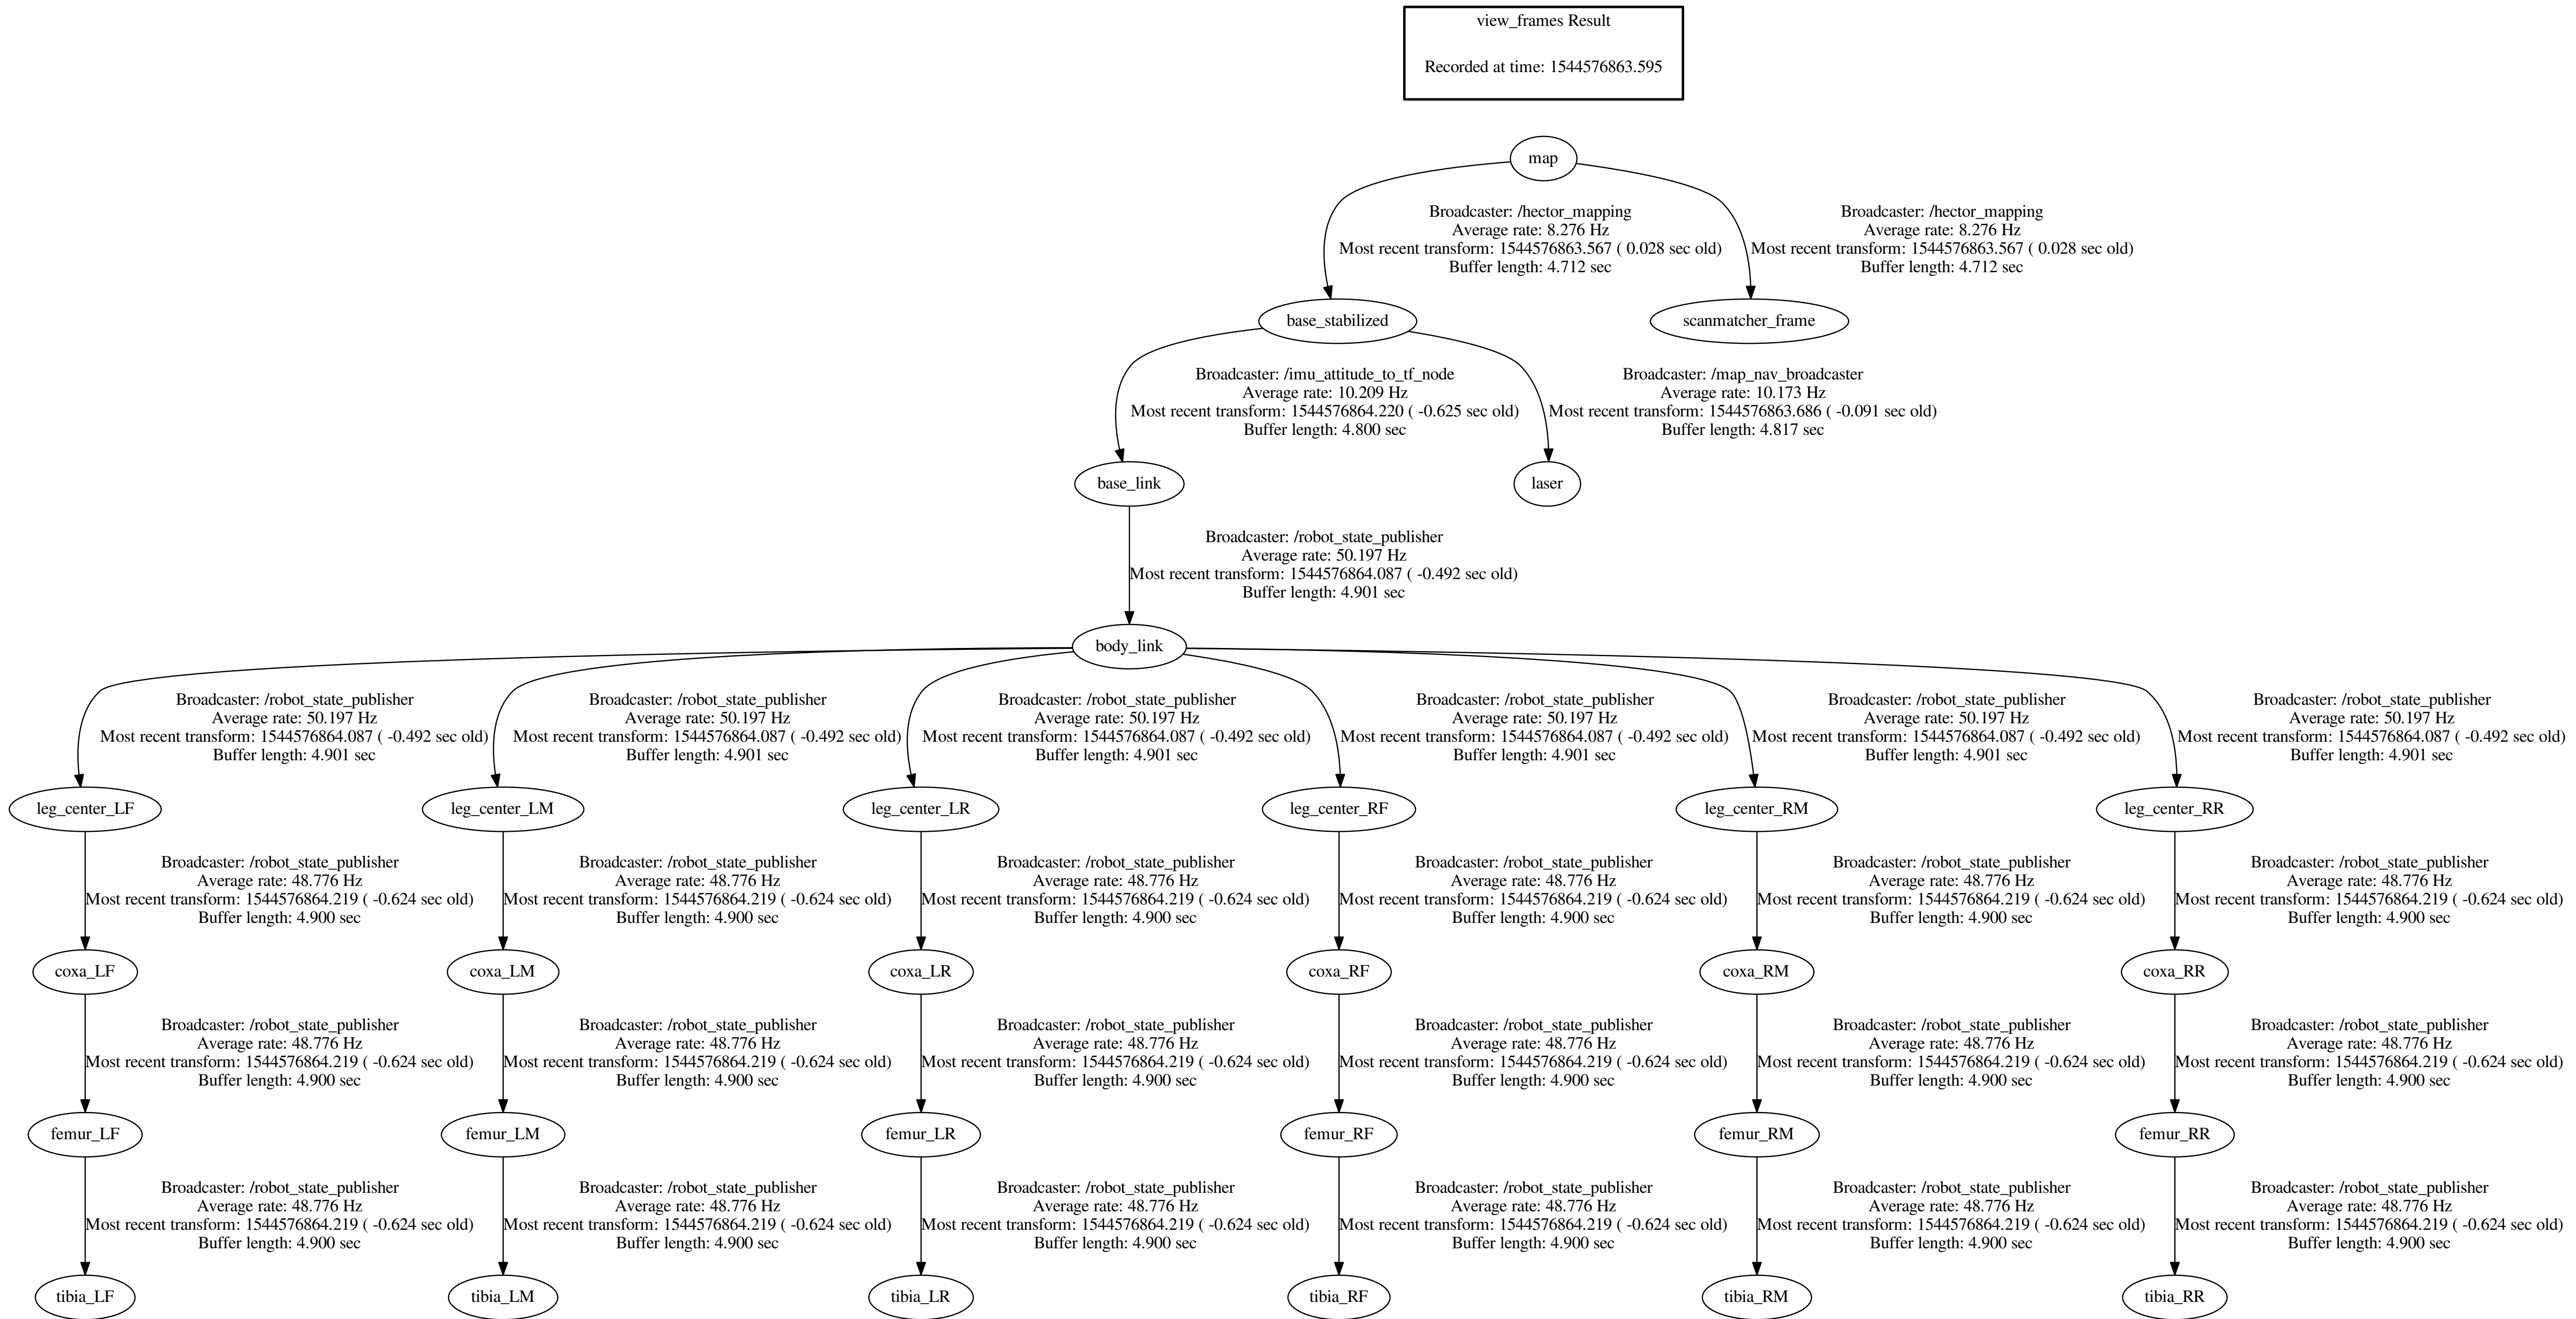 view_frames Result
Recorded at time: 1544576863.595
map
Broadcaster: /hector_mapping
Average rate: 8.276 Hz
Most recent transform: 1544576863.567 ( 0.028 sec old)
Buffer length: 4.712 sec
Broadcaster: /hector_mapping
Average rate: 8.276 Hz
Most recent transform: 1544576863.567 ( 0.028 sec old)
Buffer length: 4.712 sec
base_stabilized
scanmatcher_frame
Broadcaster: /imu_attitude_to_tf_node
Average rate: 10.209 Hz
Most recent transform: 1544576864.220 ( -0.625 sec old)
Buffer length: 4.800 sec
Broadcaster: /map_nav_broadcaster
Average rate: 10.173 Hz
Most recent transform: 1544576863.686 ( -0.091 sec old)
Buffer length: 4.817 sec
base_link
laser
Broadcaster: /robot_state_publisher
Average rate: 50.197 Hz
Most recent transform: 1544576864.087 ( -0.492 sec old)
Buffer length: 4.901 sec
body_link
Broadcaster: /robot_state_publisher
Average rate: 50.197 Hz
Most recent transform: 1544576864.087 ( -0.492 sec old)
Buffer length: 4.901 sec
Broadcaster: /robot_state_publisher
Average rate: 50.197 Hz
Most recent transform: 1544576864.087 ( -0.492 sec old)
Buffer length: 4.901 sec
Broadcaster: /robot_state_publisher
Average rate: 50.197 Hz
Most recent transform: 1544576864.087 ( -0.492 sec old)
Buffer length: 4.901 sec
Broadcaster: /robot_state_publisher
Average rate: 50.197 Hz
Most recent transform: 1544576864.087 ( -0.492 sec old)
Buffer length: 4.901 sec
Broadcaster: /robot_state_publisher
Average rate: 50.197 Hz
Most recent transform: 1544576864.087 ( -0.492 sec old)
Buffer length: 4.901 sec
Broadcaster: /robot_state_publisher
Average rate: 50.197 Hz
Most recent transform: 1544576864.087 ( -0.492 sec old)
Buffer length: 4.901 sec
leg_center_LF
leg_center_LM
leg_center_LR
leg_center_RF
leg_center_RM
leg_center_RR
Broadcaster: /robot_state_publisher
Average rate: 48.776 Hz
Most recent transform: 1544576864.219 ( -0.624 sec old)
Buffer length: 4.900 sec
Broadcaster: /robot_state_publisher
Average rate: 48.776 Hz
Most recent transform: 1544576864.219 ( -0.624 sec old)
Buffer length: 4.900 sec
Broadcaster: /robot_state_publisher
Average rate: 48.776 Hz
Most recent transform: 1544576864.219 ( -0.624 sec old)
Buffer length: 4.900 sec
Broadcaster: /robot_state_publisher
Average rate: 48.776 Hz
Most recent transform: 1544576864.219 ( -0.624 sec old)
Buffer length: 4.900 sec
Broadcaster: /robot_state_publisher
Average rate: 48.776 Hz
Most recent transform: 1544576864.219 ( -0.624 sec old)
Buffer length: 4.900 sec
Broadcaster: /robot_state_publisher
Average rate: 48.776 Hz
Most recent transform: 1544576864.219 ( -0.624 sec old)
Buffer length: 4.900 sec
coxa_LF
coxa_LM
coxa_LR
coxa_RF
coxa_RM
coxa_RR
Broadcaster: /robot_state_publisher
Average rate: 48.776 Hz
Most recent transform: 1544576864.219 ( -0.624 sec old)
Buffer length: 4.900 sec
Broadcaster: /robot_state_publisher
Average rate: 48.776 Hz
Most recent transform: 1544576864.219 ( -0.624 sec old)
Buffer length: 4.900 sec
Broadcaster: /robot_state_publisher
Average rate: 48.776 Hz
Most recent transform: 1544576864.219 ( -0.624 sec old)
Buffer length: 4.900 sec
Broadcaster: /robot_state_publisher
Average rate: 48.776 Hz
Most recent transform: 1544576864.219 ( -0.624 sec old)
Buffer length: 4.900 sec
Broadcaster: /robot_state_publisher
Average rate: 48.776 Hz
Most recent transform: 1544576864.219 ( -0.624 sec old)
Buffer length: 4.900 sec
Broadcaster: /robot_state_publisher
Average rate: 48.776 Hz
Most recent transform: 1544576864.219 ( -0.624 sec old)
Buffer length: 4.900 sec
femur_LF
femur_LM
femur_LR
femur_RF
femur_RM
femur_RR
Broadcaster: /robot_state_publisher
Average rate: 48.776 Hz
Most recent transform: 1544576864.219 ( -0.624 sec old)
Buffer length: 4.900 sec
Broadcaster: /robot_state_publisher
Average rate: 48.776 Hz
Most recent transform: 1544576864.219 ( -0.624 sec old)
Buffer length: 4.900 sec
Broadcaster: /robot_state_publisher
Average rate: 48.776 Hz
Most recent transform: 1544576864.219 ( -0.624 sec old)
Buffer length: 4.900 sec
Broadcaster: /robot_state_publisher
Average rate: 48.776 Hz
Most recent transform: 1544576864.219 ( -0.624 sec old)
Buffer length: 4.900 sec
Broadcaster: /robot_state_publisher
Average rate: 48.776 Hz
Most recent transform: 1544576864.219 ( -0.624 sec old)
Buffer length: 4.900 sec
Broadcaster: /robot_state_publisher
Average rate: 48.776 Hz
Most recent transform: 1544576864.219 ( -0.624 sec old)
Buffer length: 4.900 sec
tibia_LF
tibia_LM
tibia_LR
tibia_RF
tibia_RM
tibia_RR